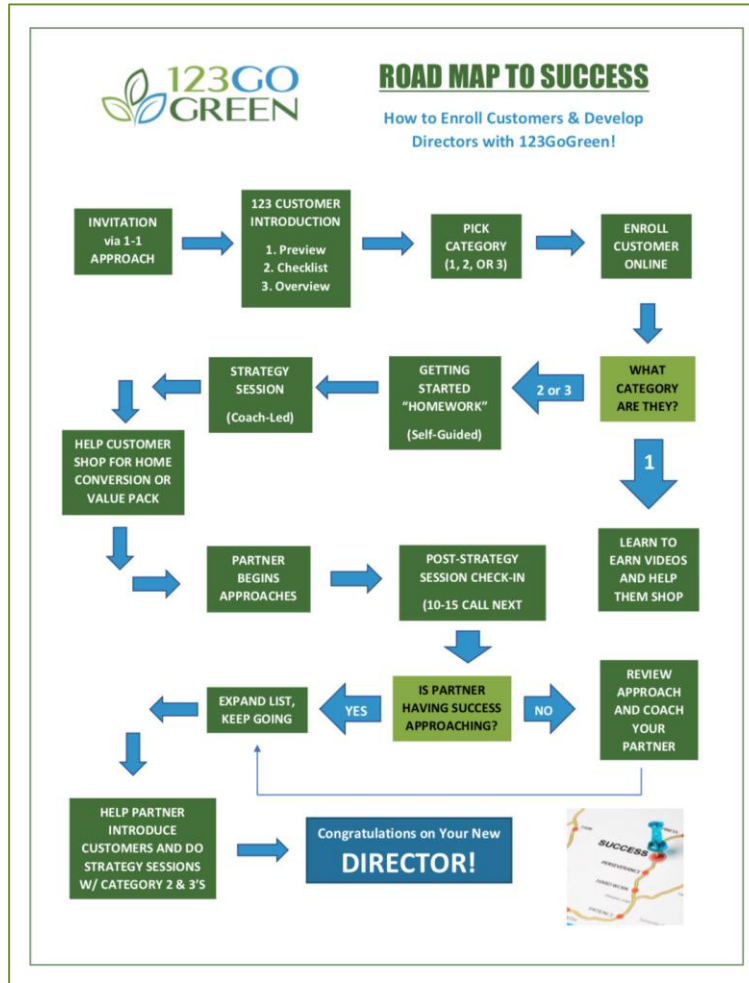 123GO
GREEN
ROAD MAP TO SUCCESS
How to Enroll Customers & Develop
Directors with 123GoGreen!
INVITATION
via 1-1
APPROACH
123 CUSTOMER
INTRODUCTION
1. Preview
2. Checklist
3. Overview
PICK
CATEGORY
(1, 2, OR 3)
ENROLL
CUSTOMER
ONLINE
WHAT
CATEGORY
ARE THEY?
2 or 3
GETTING
STARTED
“HOMEWORK”
(Self-Guided)
STRATEGY
SESSION
(Coach-Led)
1
HELP CUSTOMER
SHOP FOR HOME
CONVERSION OR
VALUE PACK
LEARN TO
EARN VIDEOS
AND HELP
THEM SHOP
PARTNER
BEGINS
APPROACHES
POST-STRATEGY
SESSION CHECK-IN
(10-15 CALL NEXT
IS PARTNER
HAVING SUCCESS
APPROACHING?
YES
EXPAND LIST,
KEEP GOING
NO
REVIEW
APPROACH
AND COACH
YOUR
PARTNER
HELP PARTNER
INTRODUCE
CUSTOMERS AND DO
STRATEGY SESSIONS
W/ CATEGORY 2 & 3'S
Congratulations on Your New
DIRECTOR!
SUCCESS
PERSEVERANCE
HARD WORK